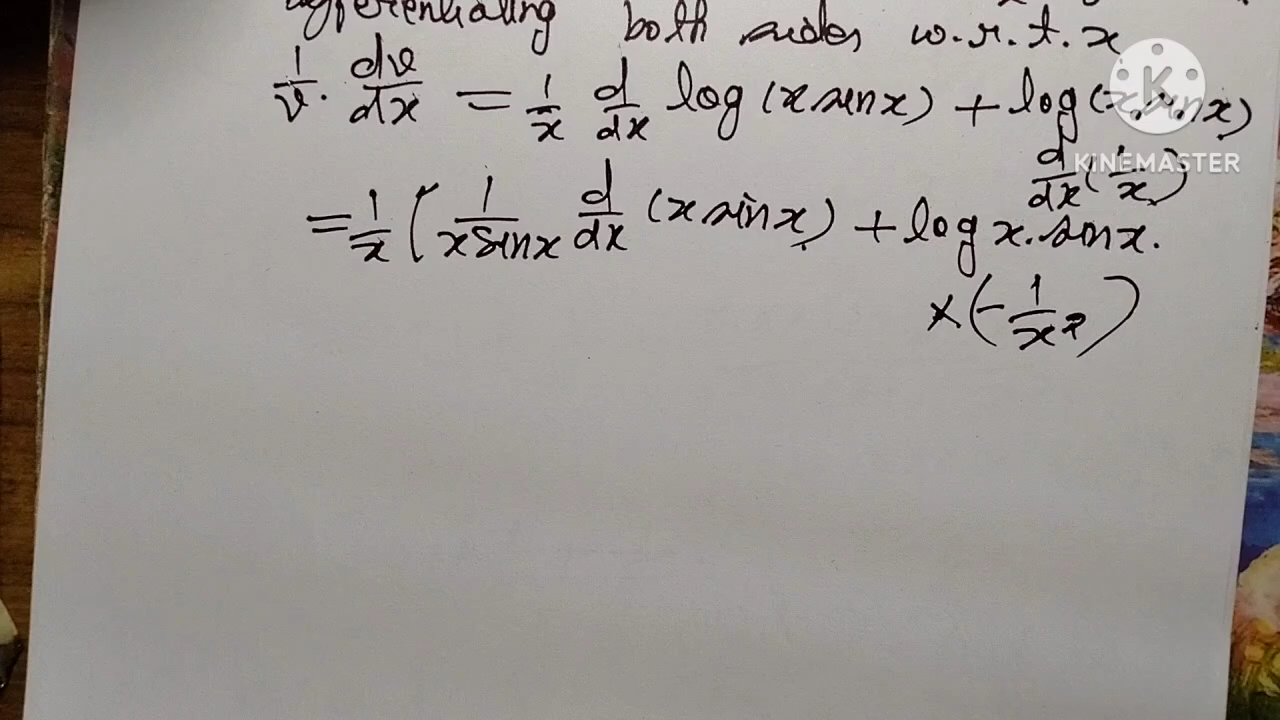 differentiating both sides w.r.t. x
1/v . dv/dx = 1/x d/dx log(x sin x) + log(x. sin x)
d/dx (1/x)
= 1/x ( 1/(x sin x) d/dx (x sin x) + log x. sin x.
× (- 1/x²)
K
KINEMASTER